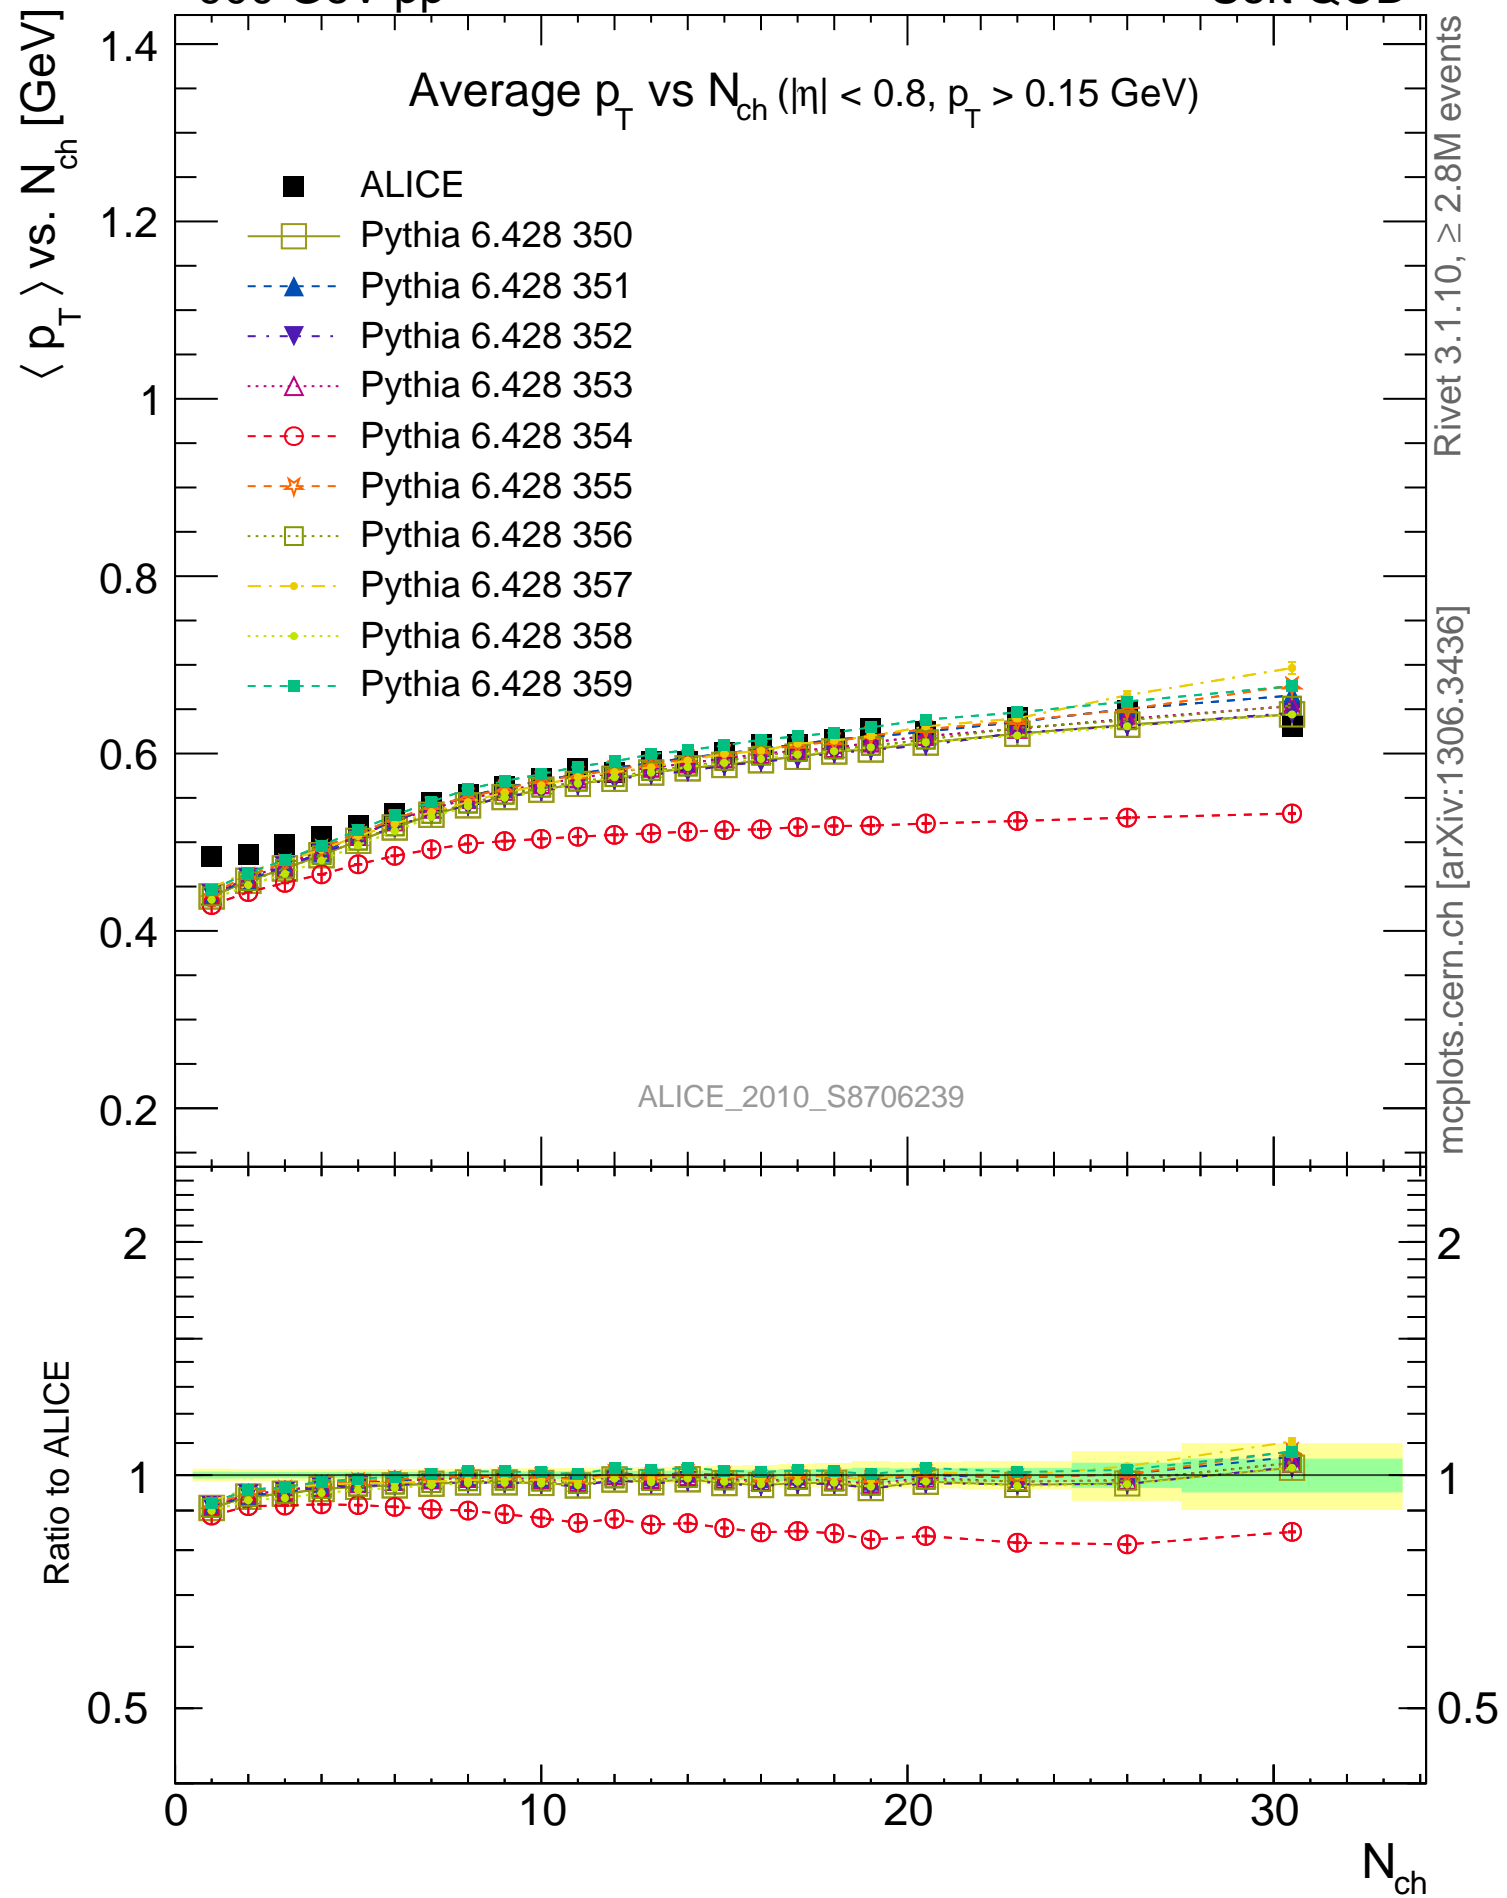 ⟨ p_T ⟩ vs. N_ch [GeV]
Average p_T vs N_ch (|η| < 0.8, p_T > 0.15 GeV)
ALICE
Pythia 6.428 350
Pythia 6.428 351
Pythia 6.428 352
Pythia 6.428 353
Pythia 6.428 354
Pythia 6.428 355
Pythia 6.428 356
Pythia 6.428 357
Pythia 6.428 358
Pythia 6.428 359
1.4
1.2
1
0.8
0.6
0.4
0.2
ALICE_2010_S8706239
Rivet 3.1.10, ≥ 2.8M events
mcplots.cern.ch [arXiv:1306.3436]
Ratio to ALICE
2
1
0.5
2
1
0.5
0
10
20
30
N_ch